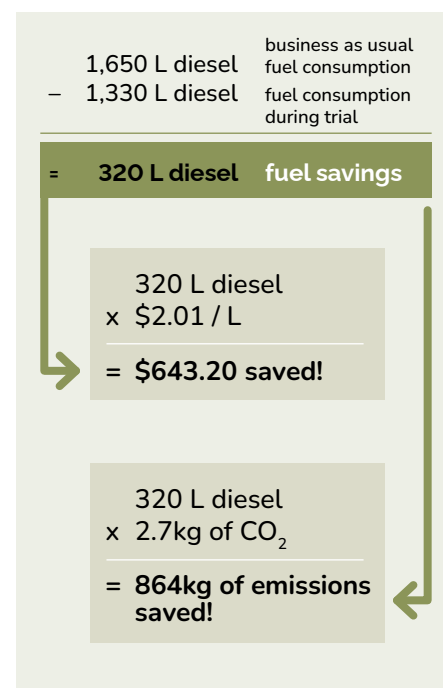 1,650 L diesel business as usual fuel consumption
– 1,330 L diesel fuel consumption during trial
= 320 L diesel fuel savings
320 L diesel
x $2.01 / L
= $643.20 saved!
320 L diesel
x 2.7kg of CO₂
= 864kg of emissions
saved!